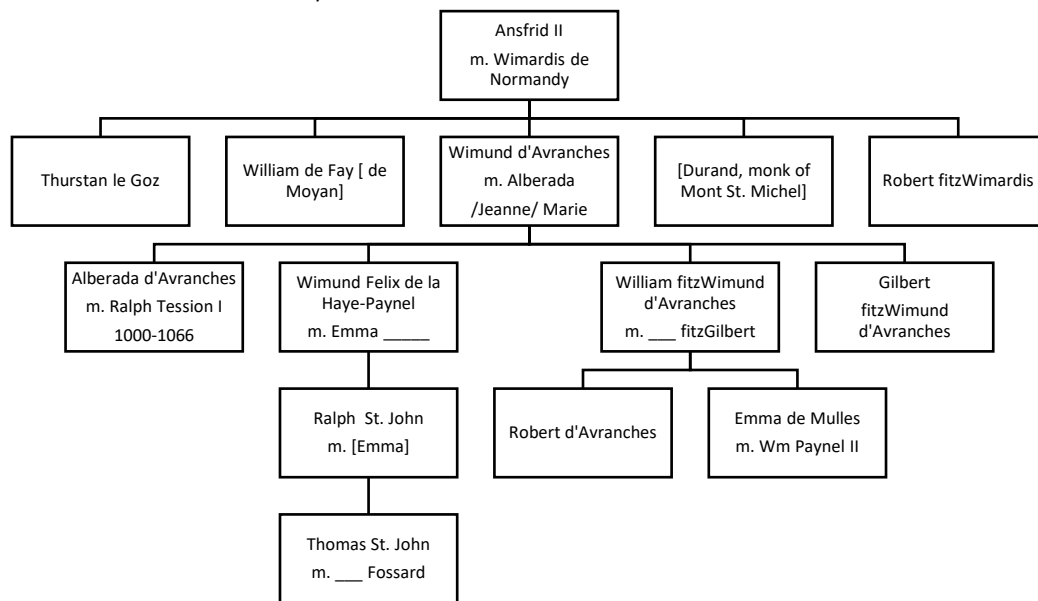 Ansfrid II
m. Wimardis de
Normandy
Thurstan le Goz
William de Fay [ de
Moyan]
Wimund d'Avranches
m. Alberada
/Jeanne/ Marie
[Durand, monk of
Mont St. Michel]
Robert fitzWimardis
Alberada d'Avranches
m. Ralph Tession I
1000-1066
Wimund Felix de la
Haye-Paynel
m. Emma _____
William fitzWimund
d'Avranches
m. ___ fitzGilbert
Gilbert
fitzWimund
d'Avranches
Ralph St. John
m. [Emma]
Robert d'Avranches
Emma de Mulles
m. Wm Paynel II
Thomas St. John
m. ___ Fossard